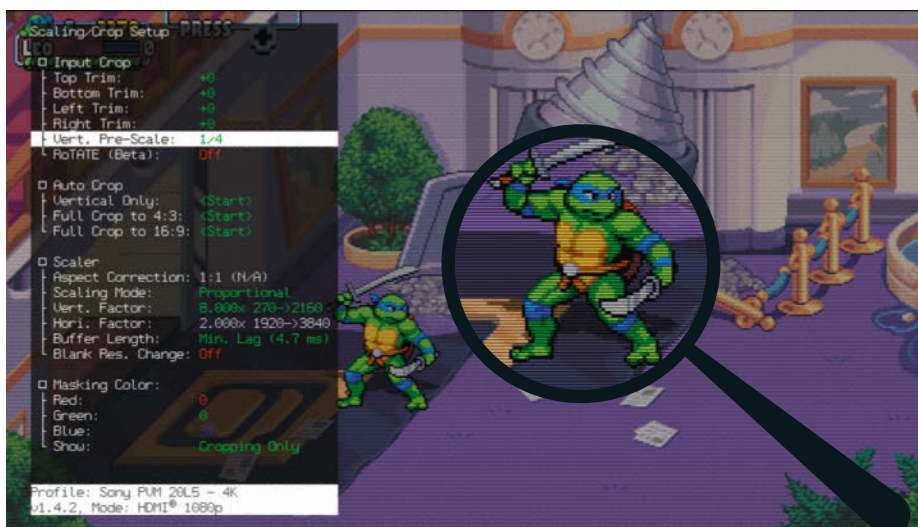 PRESS
Scaling/Crop Setup
LEO 0
Input Crop
Top Trim: +0
Bottom Trim: +0
Left Trim: +0
Right Trim: +0
Vert. Pre-Scale: 1/4
RoTATE (Beta): Off
Auto Crop
Vertical Only: <Start>
Full Crop to 4:3: <Start>
Full Crop to 16:9: <Start>
Scaler
Aspect Correction: 1:1 (N/A)
Scaling Mode: Proportional
Vert. Factor: 8.000x 270->2160
Hori. Factor: 2.000x 1920->3840
Buffer Length: Min. Lag (4.7 ms)
Blank Res. Change: Off
Masking Color:
Red: 0
Green: 0
Blue:
Show: Cropping Only
Profile: Sony PVM 20L5 - 4K
v1.4.2, Mode: HDMI® 1080p